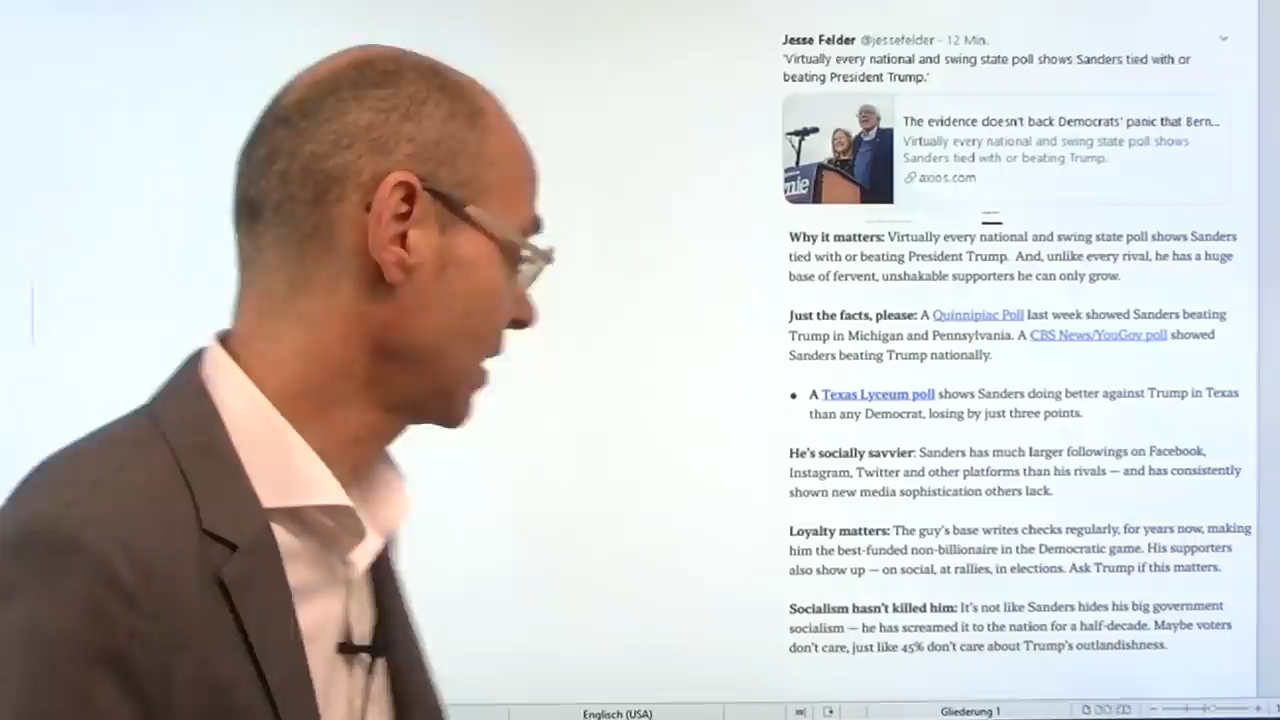 Jesse Felder @jessefelder · 12 Min.
'Virtually every national and swing state poll shows Sanders tied with or
beating President Trump.'
The evidence doesn't back Democrats' panic that Bern...
Virtually every national and swing state poll shows
Sanders tied with or beating Trump.
axios.com
nie
Why it matters: Virtually every national and swing state poll shows Sanders
tied with or beating President Trump. And, unlike every rival, he has a huge
base of fervent, unshakable supporters he can only grow.
Just the facts, please: A Quinnipiac Poll last week showed Sanders beating
Trump in Michigan and Pennsylvania. A CBS News/YouGov poll showed
Sanders beating Trump nationally.
• A Texas Lyceum poll shows Sanders doing better against Trump in Texas
than any Democrat, losing by just three points.
He's socially savvier: Sanders has much larger followings on Facebook,
Instagram, Twitter and other platforms than his rivals — and has consistently
shown new media sophistication others lack.
Loyalty matters: The guy's base writes checks regularly, for years now, making
him the best-funded non-billionaire in the Democratic game. His supporters
also show up — on social, at rallies, in elections. Ask Trump if this matters.
Socialism hasn't killed him: It's not like Sanders hides his big government
socialism — he has screamed it to the nation for a half-decade. Maybe voters
don't care, just like 45% don't care about Trump's outlandishness.
Englisch (USA)
Gliederung 1